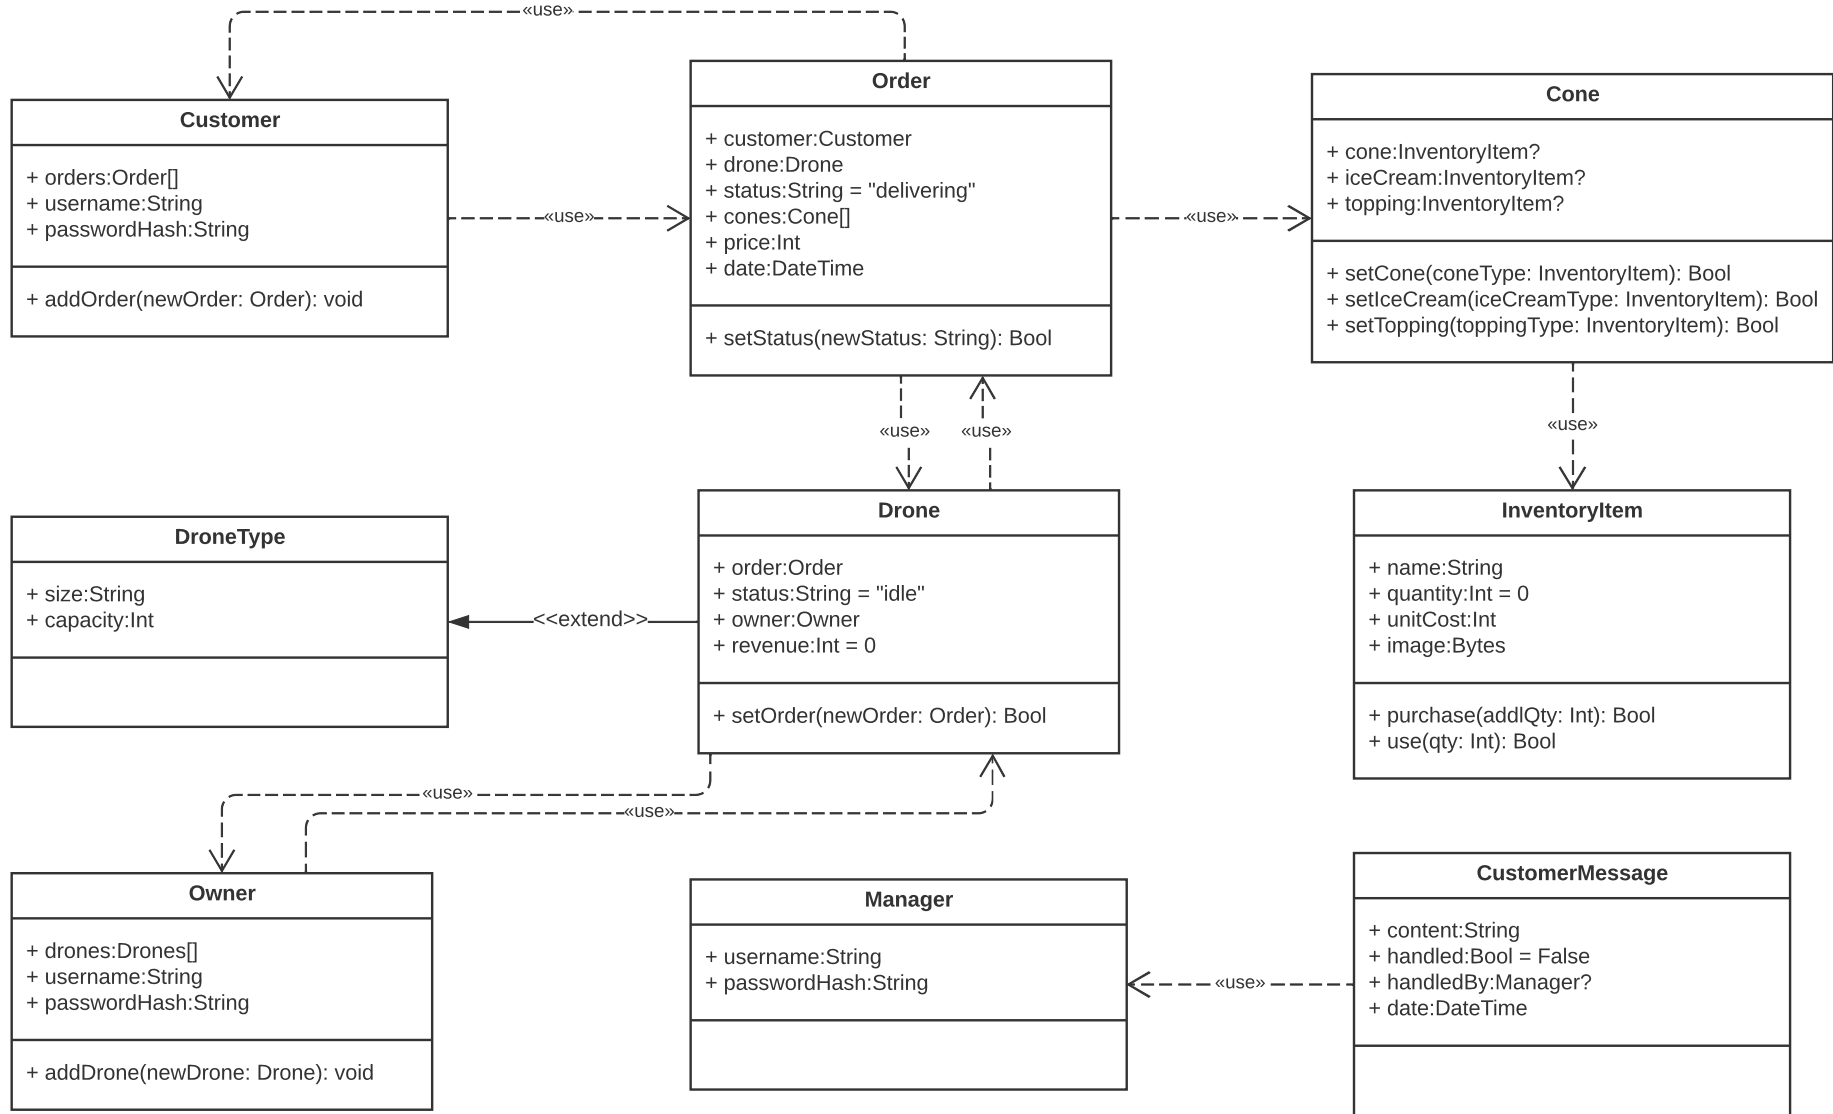 «use»
Customer
+ orders:Order[]
+ username:String
+ passwordHash:String
+ addOrder(newOrder: Order): void
«use»
Order
+ customer:Customer
+ drone:Drone
+ status:String = "delivering"
+ cones:Cone[]
+ price:Int
+ date:DateTime
+ setStatus(newStatus: String): Bool
«use»
Cone
+ cone:InventoryItem?
+ iceCream:InventoryItem?
+ topping:InventoryItem?
+ setCone(coneType: InventoryItem): Bool
+ setIceCream(iceCreamType: InventoryItem): Bool
+ setTopping(toppingType: InventoryItem): Bool
«use»
«use»
«use»
DroneType
+ size:String
+ capacity:Int
<<extend>>
Drone
+ order:Order
+ status:String = "idle"
+ owner:Owner
+ revenue:Int = 0
+ setOrder(newOrder: Order): Bool
InventoryItem
+ name:String
+ quantity:Int = 0
+ unitCost:Int
+ image:Bytes
+ purchase(addlQty: Int): Bool
+ use(qty: Int): Bool
«use»
«use»
Owner
+ drones:Drones[]
+ username:String
+ passwordHash:String
+ addDrone(newDrone: Drone): void
Manager
+ username:String
+ passwordHash:String
«use»
CustomerMessage
+ content:String
+ handled:Bool = False
+ handledBy:Manager?
+ date:DateTime